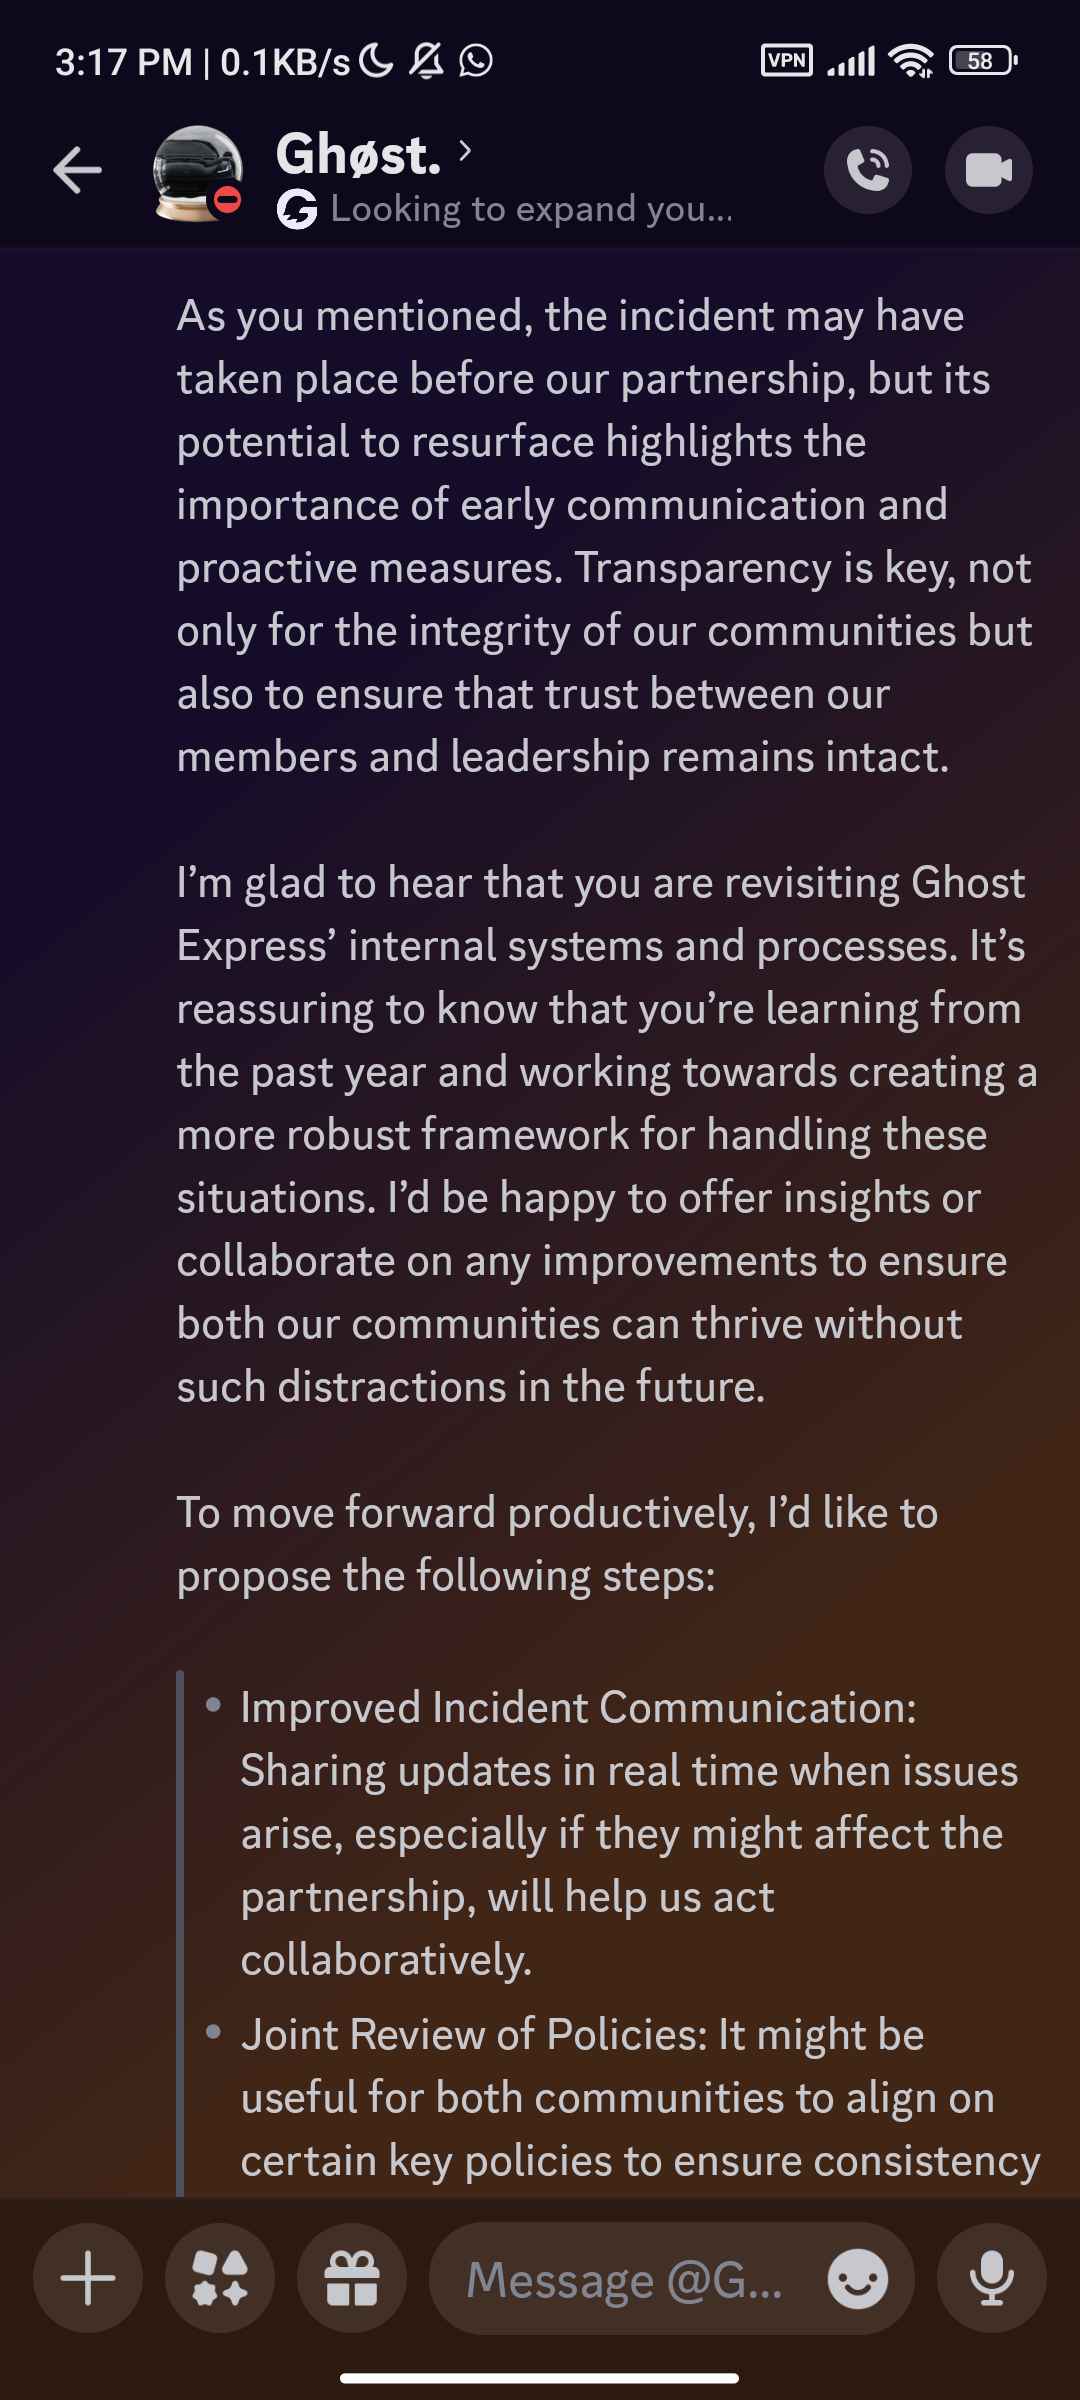 3:17 PM | 0.1KB/s VPN 58
Ghøst.
Looking to expand you...
As you mentioned, the incident may have
taken place before our partnership, but its
potential to resurface highlights the
importance of early communication and
proactive measures. Transparency is key, not
only for the integrity of our communities but
also to ensure that trust between our
members and leadership remains intact.
I’m glad to hear that you are revisiting Ghost
Express’ internal systems and processes. It’s
reassuring to know that you’re learning from
the past year and working towards creating a
more robust framework for handling these
situations. I’d be happy to offer insights or
collaborate on any improvements to ensure
both our communities can thrive without
such distractions in the future.
To move forward productively, I’d like to
propose the following steps:
• Improved Incident Communication:
Sharing updates in real time when issues
arise, especially if they might affect the
partnership, will help us act
collaboratively.
• Joint Review of Policies: It might be
useful for both communities to align on
certain key policies to ensure consistency
Message @G...